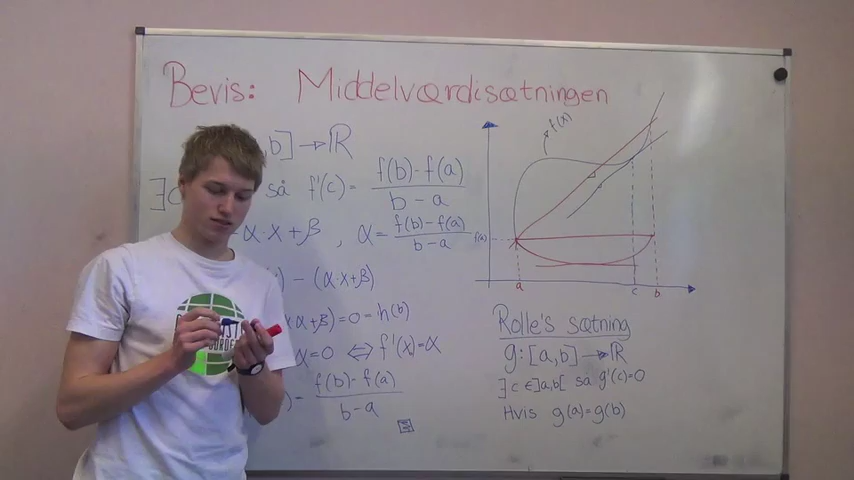 Bevis: Middelværdisætningen
b] → ℝ
∃c så f'(c) = (f(b)-f(a))/(b-a)
α·x+β , α = (f(b)-f(a))/(b-a)
- (α·x+β)
α+β)=0=h(b)
α=0 ⇔ f'(x)=α
(f(b)-f(a))/(b-a)
f(x)
f(a)
a c b
Rolle's sætning
g:[a,b] → ℝ
∃c ∈]a,b[ så g'(c)=0
Hvis g(a)=g(b)